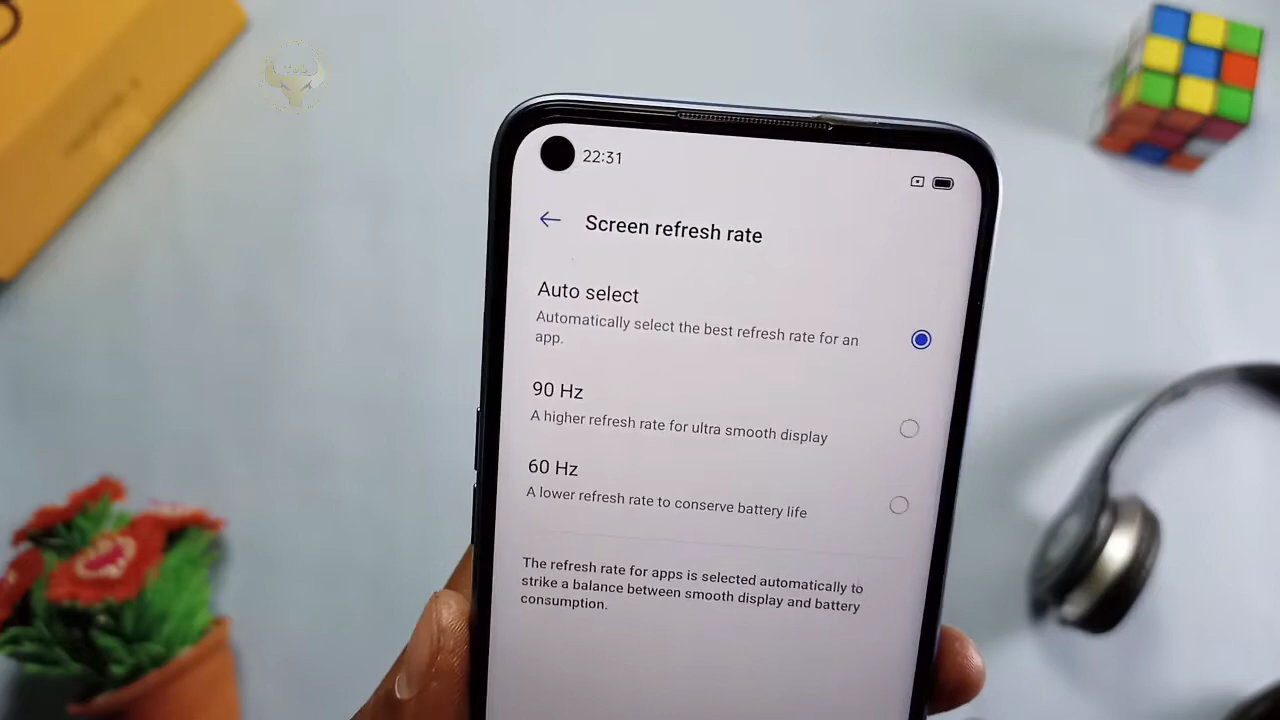 22:31
Screen refresh rate
Auto select
Automatically select the best refresh rate for an
app.
90 Hz
A higher refresh rate for ultra smooth display
60 Hz
A lower refresh rate to conserve battery life
The refresh rate for apps is selected automatically to
strike a balance between smooth display and battery
consumption.